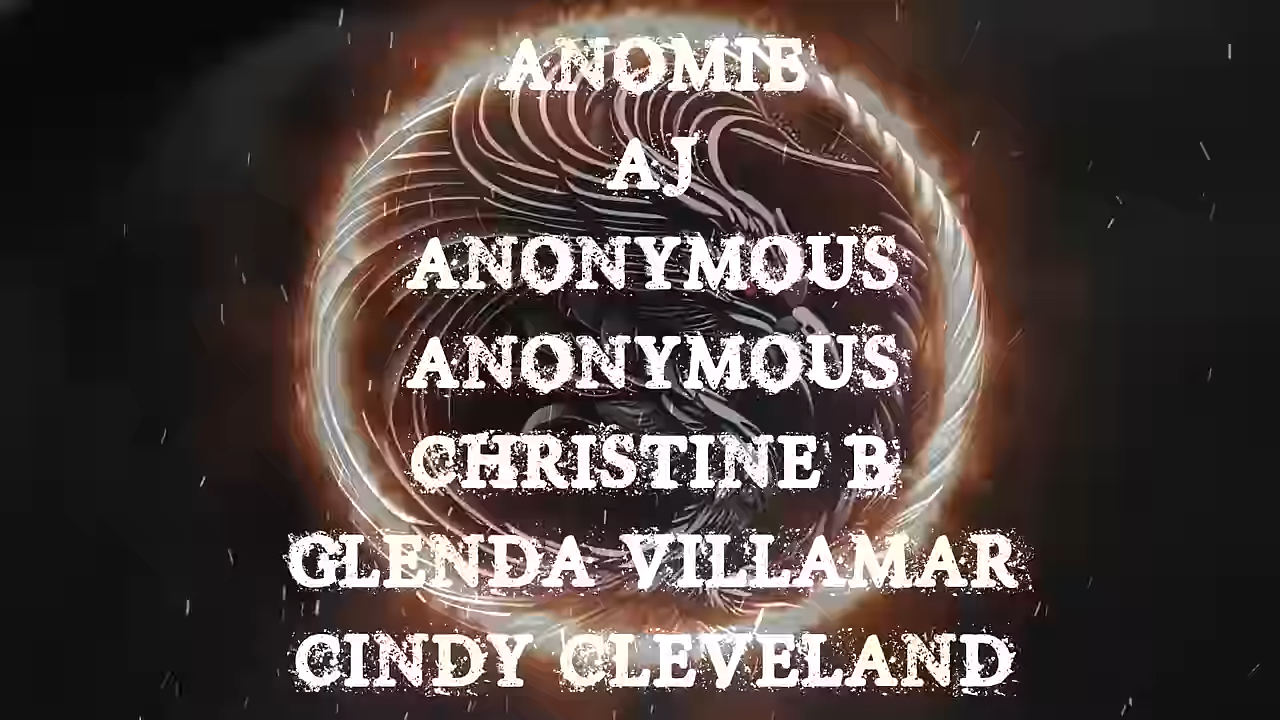 ANOMIE
AJ
ANONYMOUS
ANONYMOUS
CHRISTINE B
GLENDA VILLAMAR
CINDY CLEVELAND